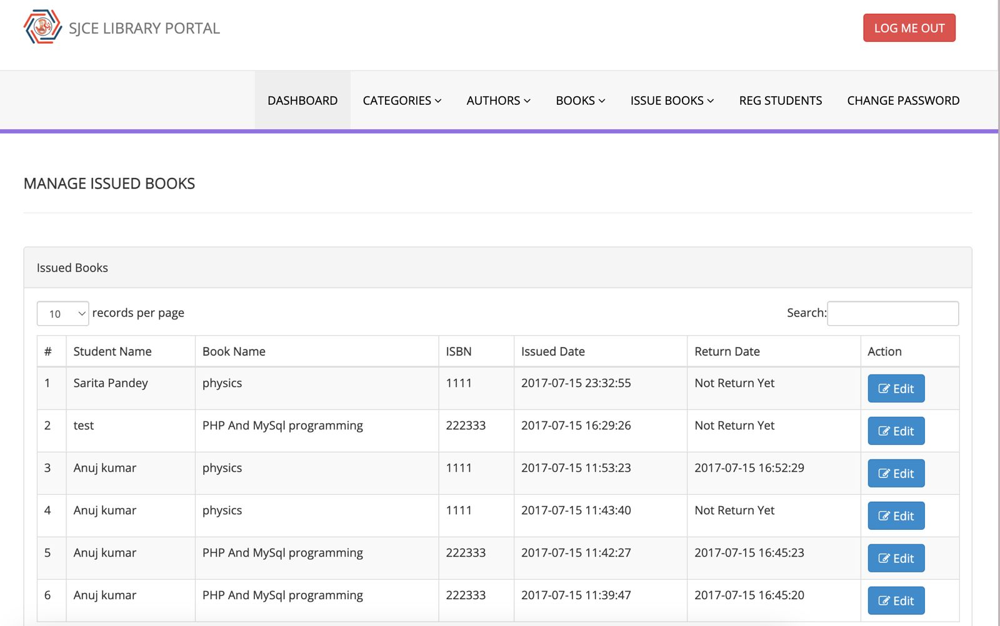 SJCE LIBRARY PORTAL
LOG ME OUT
DASHBOARD CATEGORIES AUTHORS BOOKS ISSUE BOOKS REG STUDENTS CHANGE PASSWORD
MANAGE ISSUED BOOKS
Issued Books
10 records per page Search:
# Student Name Book Name ISBN Issued Date Return Date Action
1 Sarita Pandey physics 1111 2017-07-15 23:32:55 Not Return Yet Edit
2 test PHP And MySql programming 222333 2017-07-15 16:29:26 Not Return Yet Edit
3 Anuj kumar physics 1111 2017-07-15 11:53:23 2017-07-15 16:52:29 Edit
4 Anuj kumar physics 1111 2017-07-15 11:43:40 Not Return Yet Edit
5 Anuj kumar PHP And MySql programming 222333 2017-07-15 11:42:27 2017-07-15 16:45:23 Edit
6 Anuj kumar PHP And MySql programming 222333 2017-07-15 11:39:47 2017-07-15 16:45:20 Edit